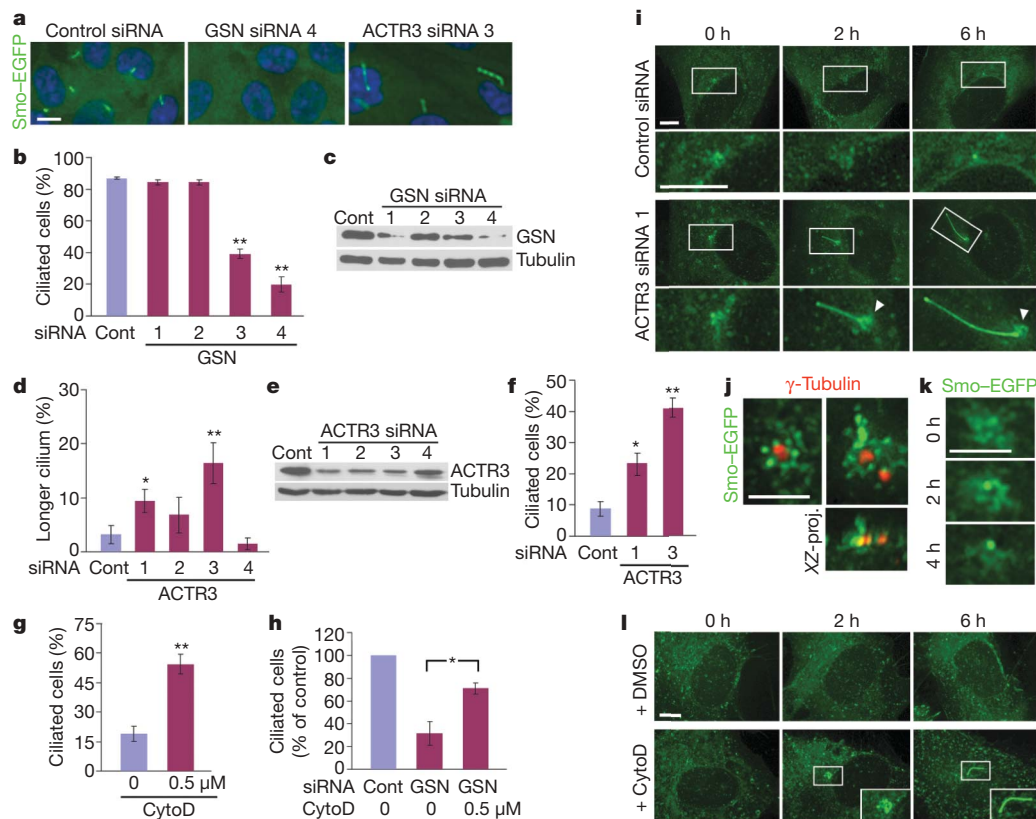 a
Control siRNA GSN siRNA 4 ACTR3 siRNA 3
Smo–EGFP
b
Ciliated cells (%)
100
80
60
40
20
0
** **
siRNA Cont 1 2 3 4
GSN
c
GSN siRNA
Cont 1 2 3 4
GSN
Tubulin
d
Longer cilium (%)
30
20
10
0
* **
siRNA Cont 1 2 3 4
ACTR3
e
ACTR3 siRNA
Cont 1 2 3 4
ACTR3
Tubulin
f
Ciliated cells (%)
50
40
30
20
10
0
* **
siRNA Cont 1 3
ACTR3
g
Ciliated cells (%)
75
60
45
30
15
0
**
0 0.5 μM
CytoD
h
Ciliated cells
(% of control)
120
100
80
60
40
20
0
*
siRNA Cont GSN GSN
CytoD 0 0 0.5 μM
i
0 h 2 h 6 h
Control siRNA
ACTR3 siRNA 1
j
γ-Tubulin
Smo–EGFP
XZ-proj.
k
Smo–EGFP
0 h
2 h
4 h
l
0 h 2 h 6 h
+ DMSO
+ CytoD